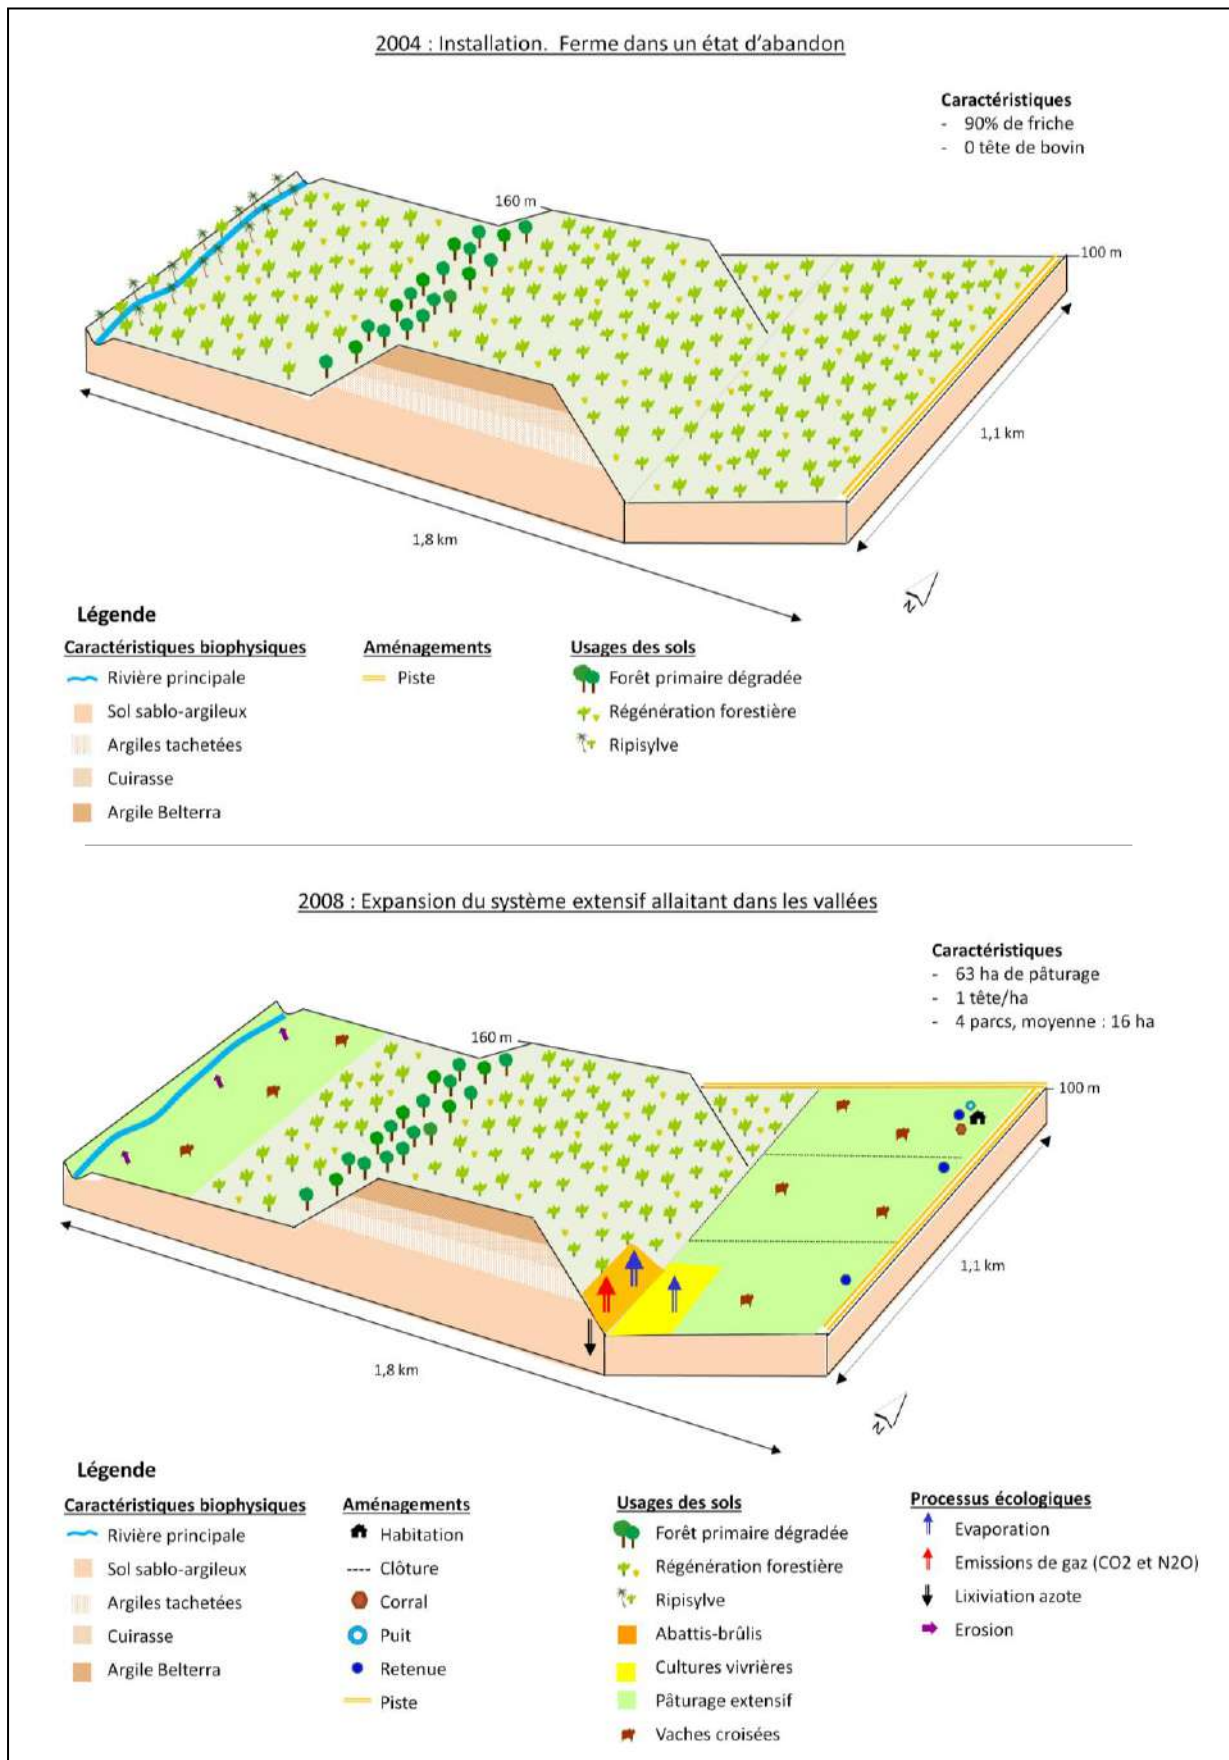 2004 : Installation. Ferme dans un état d'abandon
Caractéristiques
- 90% de friche
- 0 tête de bovin
160 m
100 m
1,1 km
1,8 km
N
Légende
Caractéristiques biophysiques
Rivière principale
Sol sablo-argileux
Argiles tachetées
Cuirasse
Argile Belterra
Aménagements
Piste
Usages des sols
Forêt primaire dégradée
Régénération forestière
Ripisylve
2008 : Expansion du système extensif allaitant dans les vallées
Caractéristiques
- 63 ha de pâturage
- 1 tête/ha
- 4 parcs, moyenne : 16 ha
160 m
100 m
1,1 km
1,8 km
N
Légende
Caractéristiques biophysiques
Rivière principale
Sol sablo-argileux
Argiles tachetées
Cuirasse
Argile Belterra
Aménagements
Habitation
Clôture
Corral
Puit
Retenue
Piste
Usages des sols
Forêt primaire dégradée
Régénération forestière
Ripisylve
Abattis-brûlis
Cultures vivrières
Pâturage extensif
Vaches croisées
Processus écologiques
Evaporation
Emissions de gaz (CO2 et N2O)
Lixiviation azote
Erosion